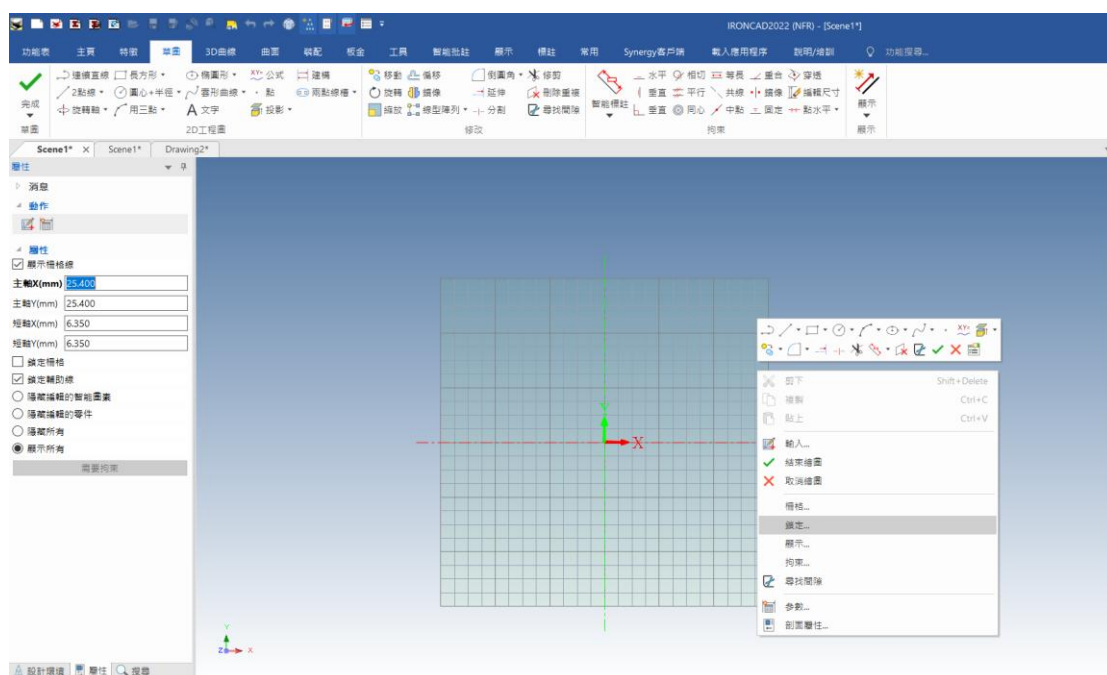 IRONCAD2022 (NFR) - [Scene1*]
功能表 主頁 特徵 草圖 3D曲線 曲面 裝配 板金 工具 智能批註 顯示 標註 常用 Synergy客戶端 載入應用程序 說明/培訓 功能搜尋...
連續直線 長方形 橢圓形 XY= 公式 建構 移動 偏移 倒圓角 修剪 水平 相切 等長 重合 穿透
完成 2點線 圓心+半徑 雲形曲線 點 兩點線槽 旋轉 鏡像 延伸 刪除重複 智能標註 垂直 平行 共線 鏡像 編輯尺寸 顯示
旋轉軸 用三點 A 文字 投影 縮放 線型陣列 分割 尋找間隙 垂直 同心 中點 固定 點水平
草圖 2D工程圖 修改 約束 顯示
Scene1* X Scene1* Drawing2*
屬性
消息
動作
屬性
顯示柵格線
主軸X(mm) 25.400
主軸Y(mm) 25.400
短軸X(mm) 6.350
短軸Y(mm) 6.350
鎖定柵格
鎖定輔助線
隱藏編輯的智能圖素
隱藏編輯的零件
隱藏所有
顯示所有
需要拘束
Y
X
XY=
剪下 Shift+Delete
複製 Ctrl+C
貼上 Ctrl+V
輸入...
結束繪圖
取消繪圖
柵格...
鎖定...
顯示...
拘束...
尋找間隙
參數...
剖面屬性...
Y
Z X
設計環境 屬性 搜尋